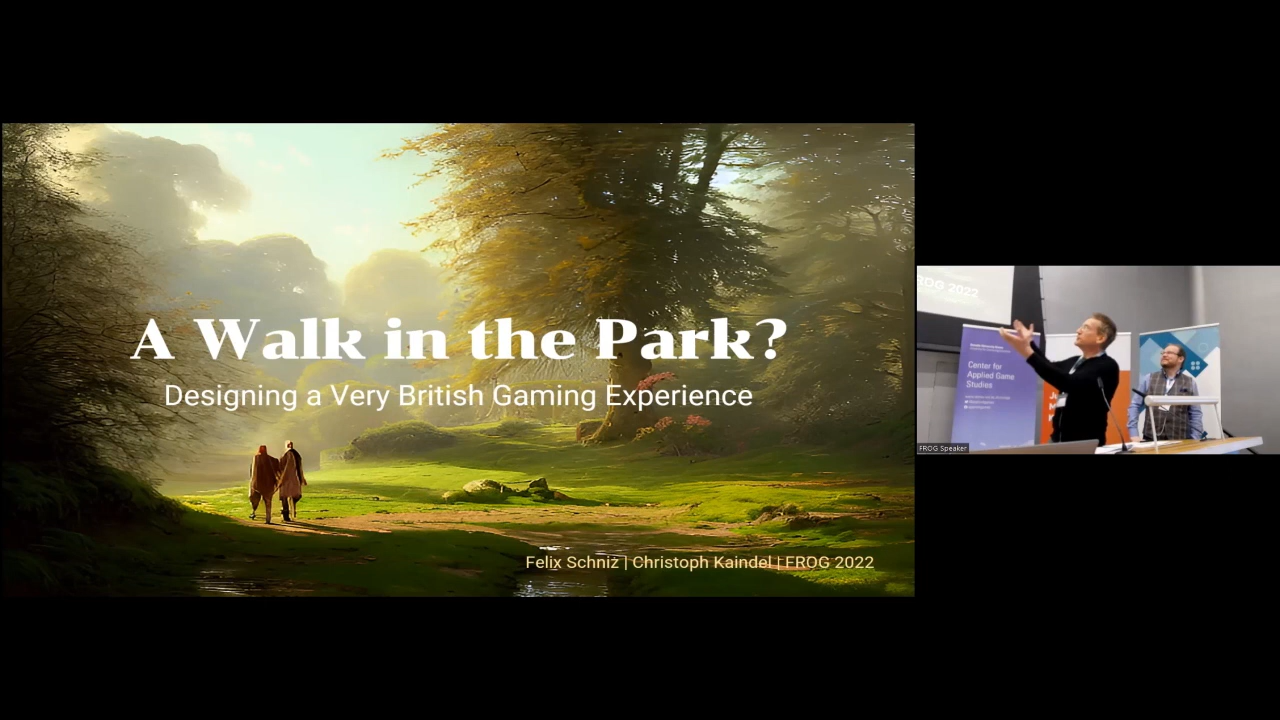 A Walk in the Park?
Designing a Very British Gaming Experience
Felix Schniz | Christoph Kaindel | FROG 2022
FROG 2022
Center for
Applied Game
Studies
FROG Speaker